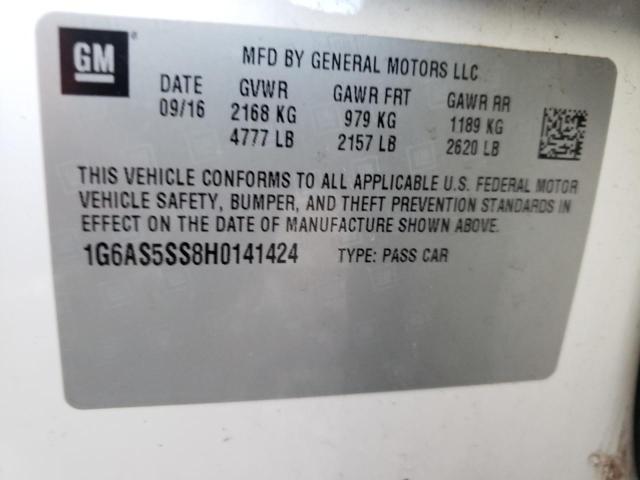 GM
MFD BY GENERAL MOTORS LLC
DATE GVWR GAWR FRT GAWR RR
09/16 2168 KG 979 KG 1189 KG
4777 LB 2157 LB 2620 LB
THIS VEHICLE CONFORMS TO ALL APPLICABLE U.S. FEDERAL MOTOR
VEHICLE SAFETY, BUMPER, AND THEFT PREVENTION STANDARDS IN
EFFECT ON THE DATE OF MANUFACTURE SHOWN ABOVE.
1G6AS5SS8H0141424 TYPE: PASS CAR